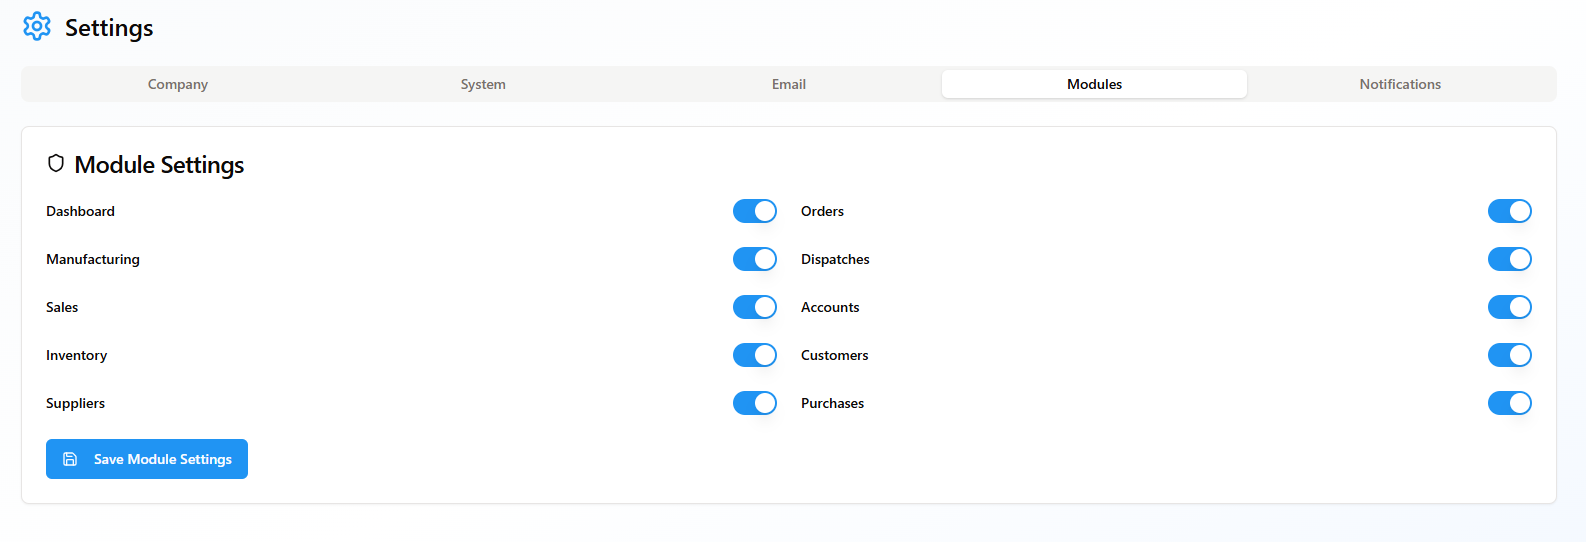 Settings
Company System Email Modules Notifications
Module Settings
Dashboard Orders
Manufacturing Dispatches
Sales Accounts
Inventory Customers
Suppliers Purchases
Save Module Settings